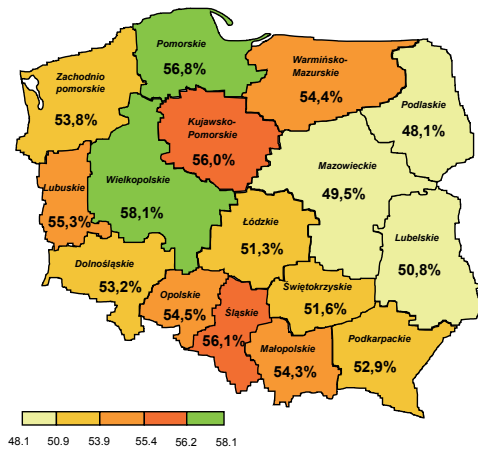 Pomorskie
56,8%
Warmińsko-
Mazurskie
54,4%
Zachodnio
pomorskie
53,8%
Podlaskie
48,1%
Kujawsko-
Pomorskie
56,0%
Mazowieckie
49,5%
Wielkopolskie
58,1%
Lubuskie
55,3%
Łódzkie
51,3%
Lubelskie
50,8%
Dolnośląskie
53,2%
Opolskie
54,5%
Śląskie
56,1%
Świętokrzyskie
51,6%
Małopolskie
54,3%
Podkarpackie
52,9%
48.1 50.9 53.9 55.4 56.2 58.1